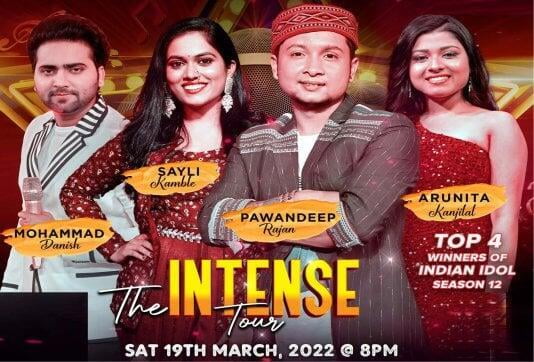 MOHAMMAD
Danish
SAYLI
Kamble
PAWANDEEP
Rajan
ARUNITA
Kanjilal
TOP 4
WINNERS OF
INDIAN IDOL
SEASON 12
The INTENSE
Tour
SAT 19TH MARCH, 2022 @ 8PM